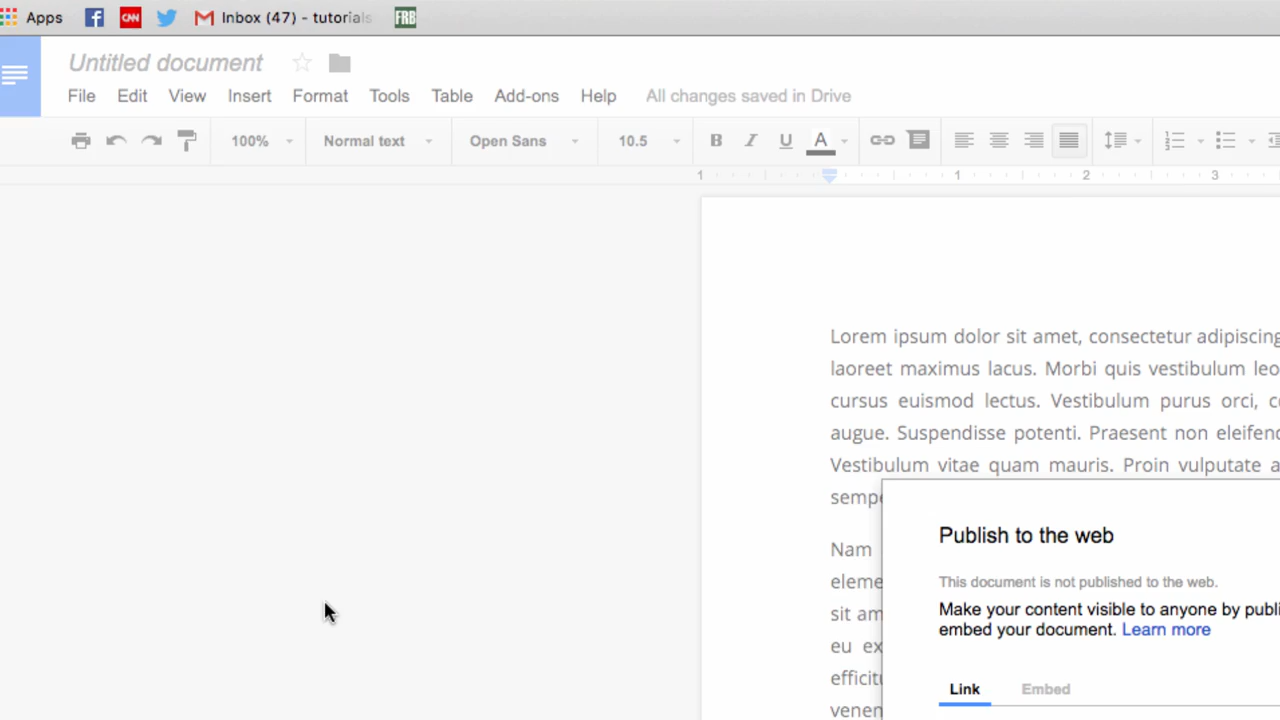 Apps CNN Inbox (47) - tutorials FRB
Untitled document
File Edit View Insert Format Tools Table Add-ons Help All changes saved in Drive
100% Normal text Open Sans 10.5 B I U A
1 1 2 3
Lorem ipsum dolor sit amet, consectetur adipiscing
laoreet maximus lacus. Morbi quis vestibulum leo
cursus euismod lectus. Vestibulum purus orci, c
augue. Suspendisse potenti. Praesent non eleifend
Vestibulum vitae quam mauris. Proin vulputate a
sempe
Nam
eleme
sit am
eu ex
efficitu
venen
Publish to the web
This document is not published to the web.
Make your content visible to anyone by publi
embed your document. Learn more
Link Embed